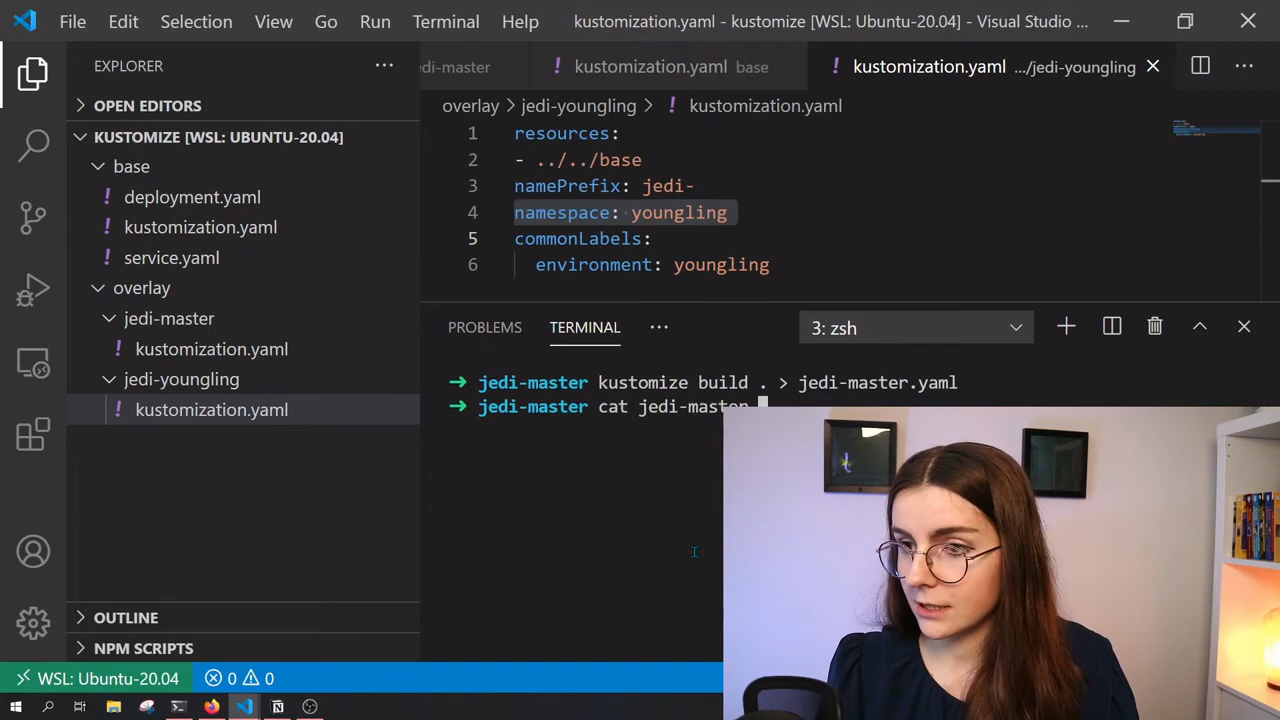 File Edit Selection View Go Run Terminal Help kustomization.yaml - kustomize [WSL: Ubuntu-20.04] - Visual Studio ...
EXPLORER
OPEN EDITORS
KUSTOMIZE [WSL: UBUNTU-20.04]
base
! deployment.yaml
! kustomization.yaml
! service.yaml
overlay
jedi-master
! kustomization.yaml
jedi-youngling
! kustomization.yaml
OUTLINE
NPM SCRIPTS
edi-master ! kustomization.yaml base ! kustomization.yaml .../jedi-youngling
overlay > jedi-youngling > ! kustomization.yaml
1 resources:
2 - ../../base
3 namePrefix: jedi-
4 namespace: youngling
5 commonLabels:
6 environment: youngling
PROBLEMS TERMINAL ... 3: zsh
→ jedi-master kustomize build . > jedi-master.yaml
→ jedi-master cat jedi-master
WSL: Ubuntu-20.04 0 0